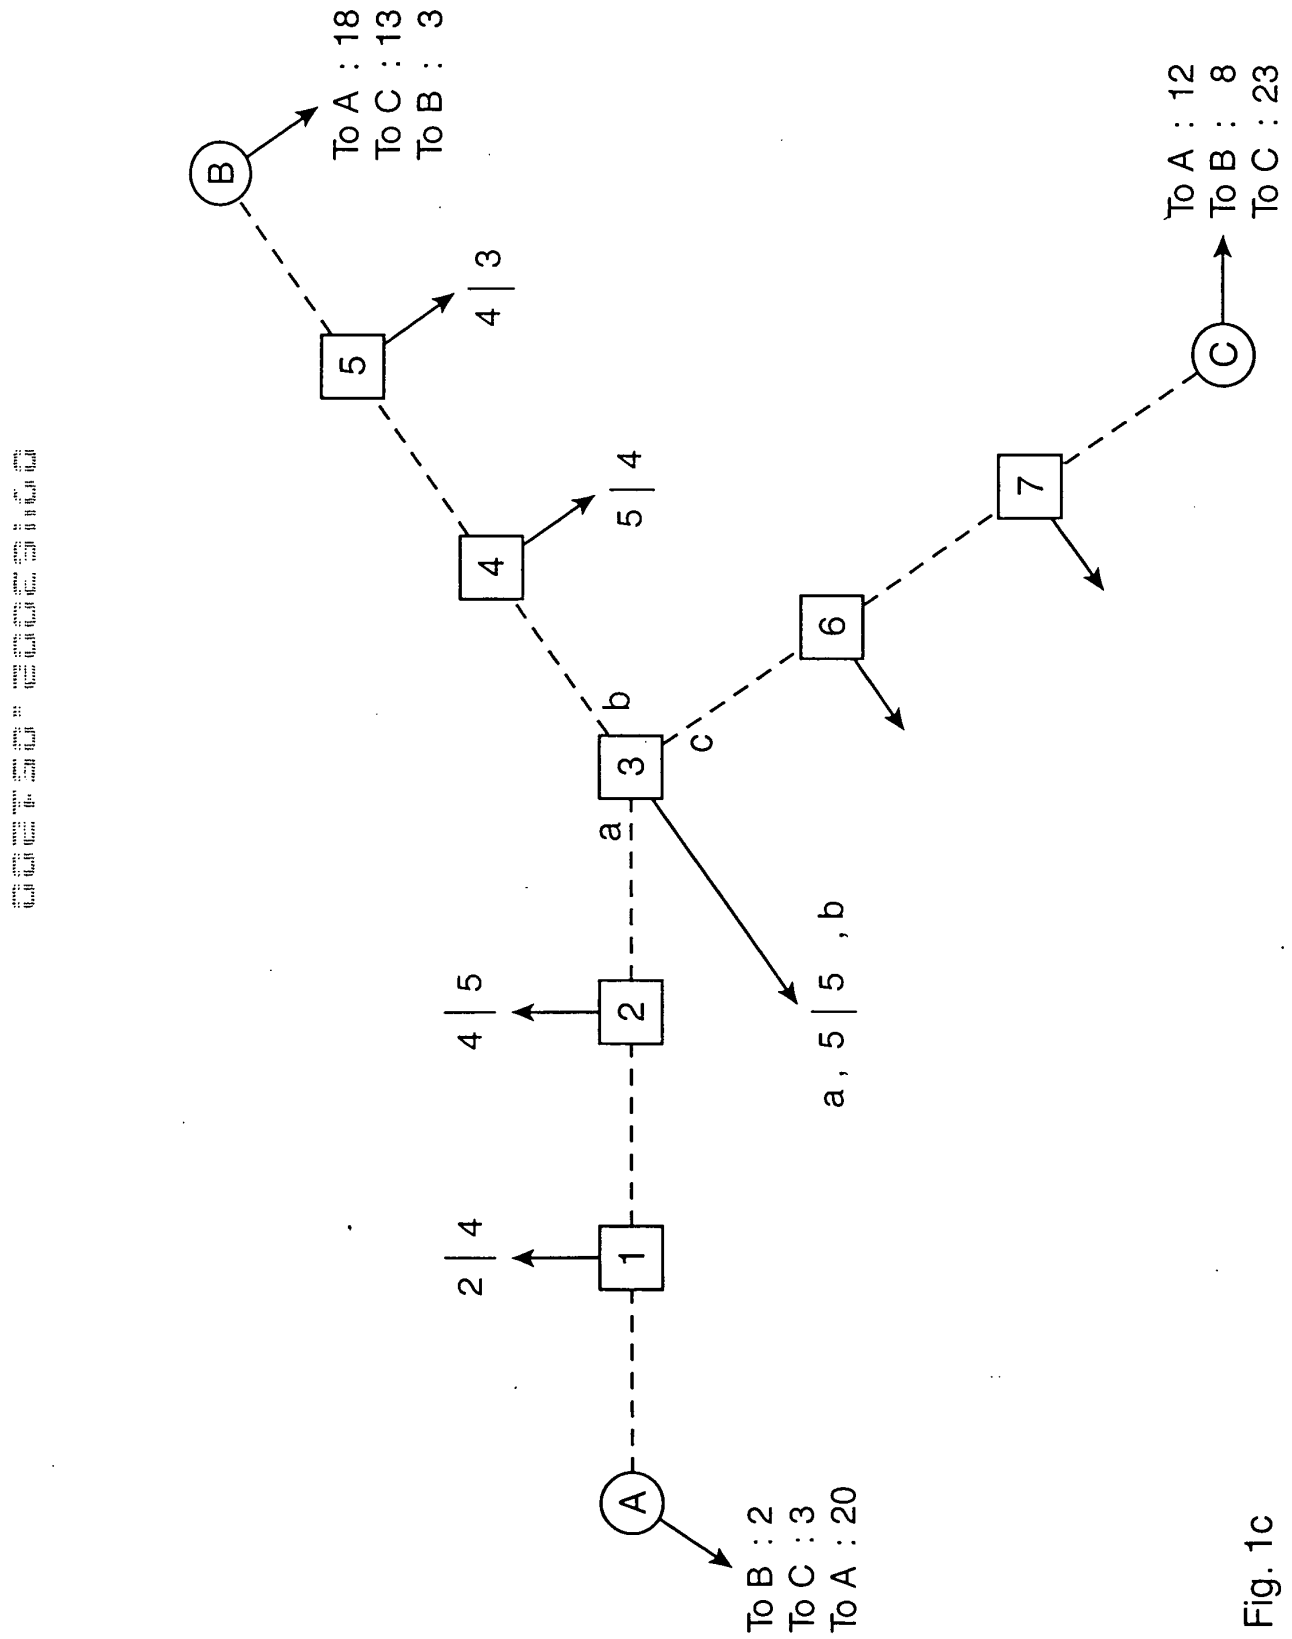 B
To A : 18
To C : 13
To B : 3
5
2 | 4
4 | 5
4 | 3
4
5 | 4
a
b
A
1
2
3
c
To B : 2
To C : 3
To A : 20
a , 5 | 5 , b
6
7
To A : 12
To B : 8
To C : 23
C
Fig. 1c